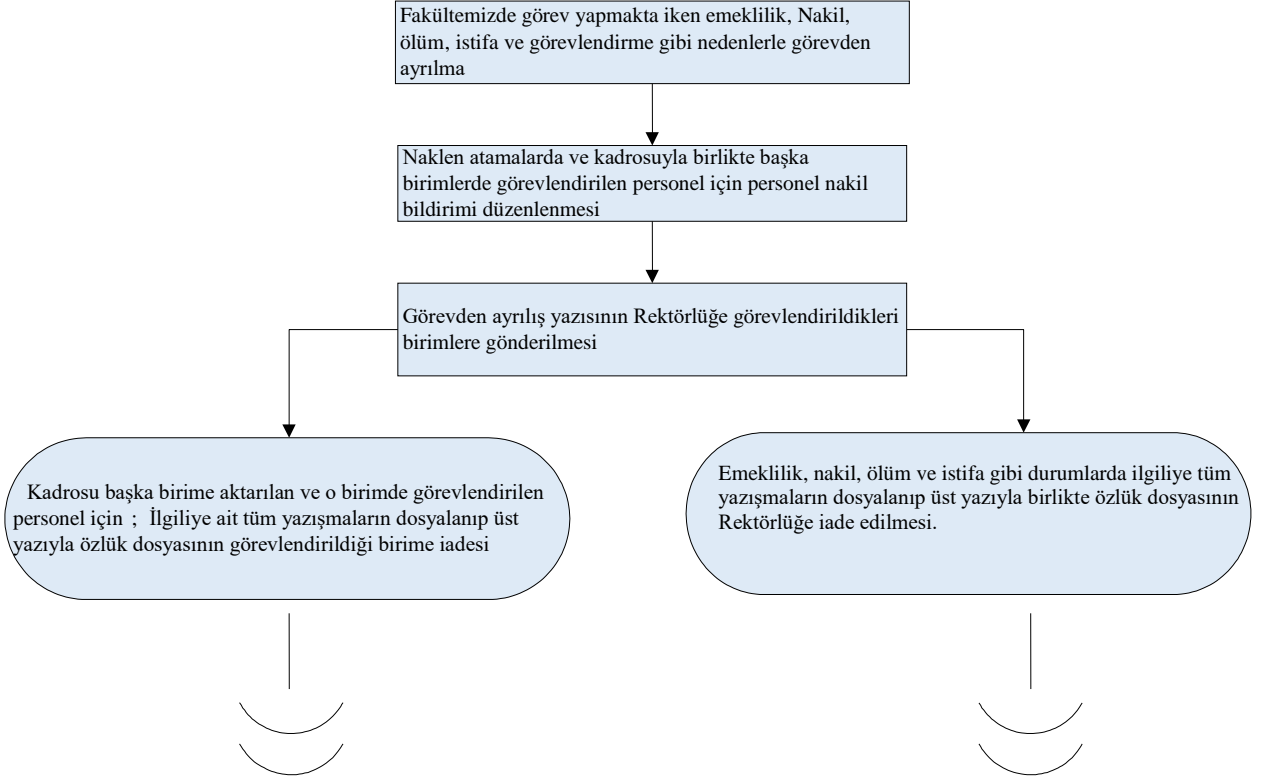 Fakültemizde görev yapmakta iken emeklilik, Nakil,
ölüm, istifa ve görevlendirme gibi nedenlerle görevden
ayrılma
Naklen atamalarda ve kadrosuyla birlikte başka
birimlerde görevlendirilen personel için personel nakil
bildirimi düzenlenmesi
Görevden ayrılış yazısının Rektörlüğe görevlendirildikleri
birimlere gönderilmesi
Kadrosu başka birime aktarılan ve o birimde görevlendirilen
personel için ; İlgiliye ait tüm yazışmaların dosyalanıp üst
yazıyla özlük dosyasının görevlendirildiği birime iadesi
Emeklilik, nakil, ölüm ve istifa gibi durumlarda ilgiliye tüm
yazışmaların dosyalanıp üst yazıyla birlikte özlük dosyasının
Rektörlüğe iade edilmesi.